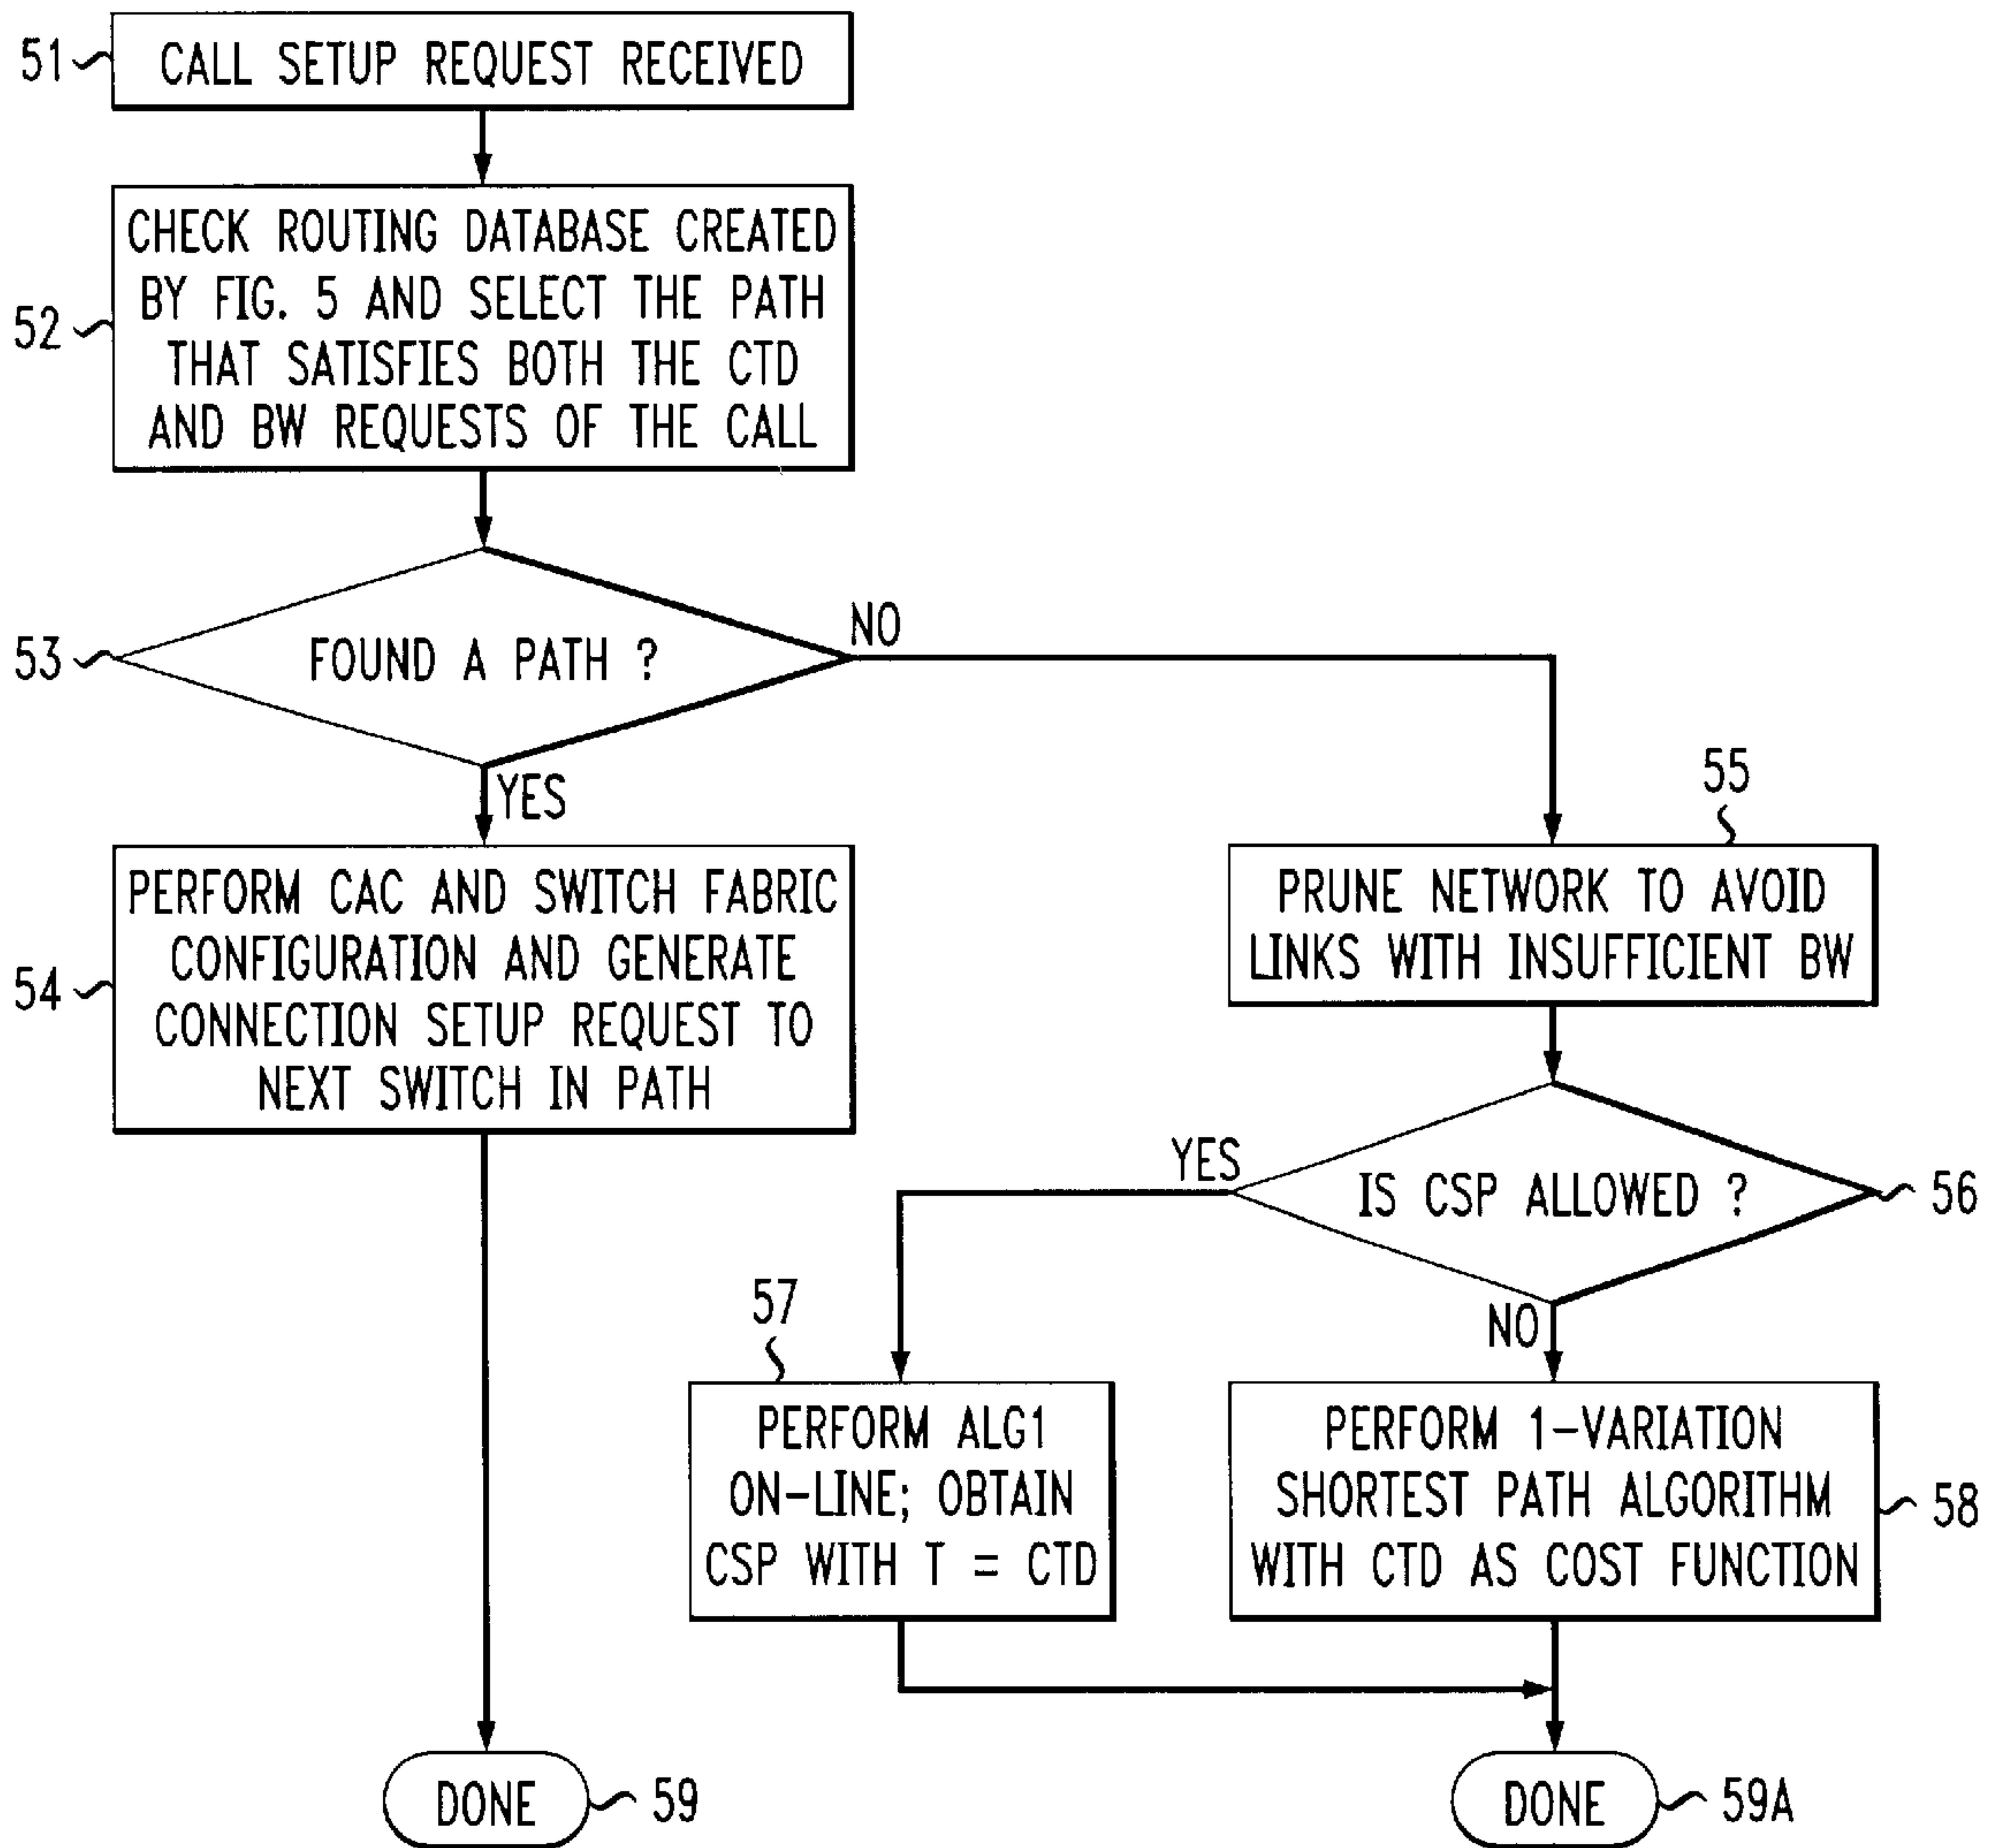 51
CALL SETUP REQUEST RECEIVED
52
CHECK ROUTING DATABASE CREATED
BY FIG. 5 AND SELECT THE PATH
THAT SATISFIES BOTH THE CTD
AND BW REQUESTS OF THE CALL
53
FOUND A PATH ?
NO
YES
54
PERFORM CAC AND SWITCH FABRIC
CONFIGURATION AND GENERATE
CONNECTION SETUP REQUEST TO
NEXT SWITCH IN PATH
55
PRUNE NETWORK TO AVOID
LINKS WITH INSUFFICIENT BW
YES
IS CSP ALLOWED ?
56
NO
57
PERFORM ALG1
ON-LINE; OBTAIN
CSP WITH T = CTD
PERFORM 1-VARIATION
SHORTEST PATH ALGORITHM
WITH CTD AS COST FUNCTION
58
DONE
59
DONE
59A